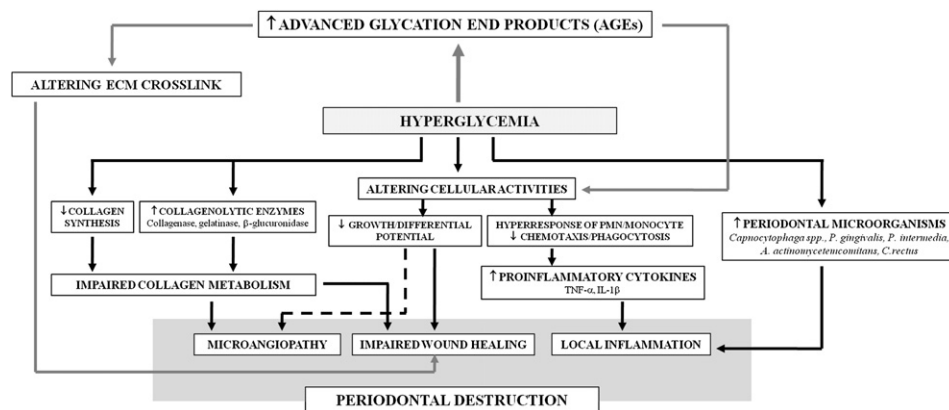 ↑ADVANCED GLYCATION END PRODUCTS (AGEs)
ALTERING ECM CROSSLINK
HYPERGLYCEMIA
ALTERING CELLULAR ACTIVITIES
↓COLLAGEN
SYNTHESIS
↑COLLAGENOLYTIC ENZYMES
Collagenase, gelatinase, β-glucuronidase
↓ GROWTH/DIFFERENTIAL
POTENTIAL
HYPERRESPONSE OF PMN/MONOCYTE
↓ CHEMOTAXIS/PHAGOCYTOSIS
↑PERIODONTAL MICROORGANISMS
Capnocytophaga spp., P. gingivalis, P. intermedia,
A. actinomycetemcomitans, C.rectus
IMPAIRED COLLAGEN METABOLISM
↑PROINFLAMMATORY CYTOKINES
TNF-α, IL-1β
MICROANGIOPATHY
IMPAIRED WOUND HEALING
LOCAL INFLAMMATION
PERIODONTAL DESTRUCTION